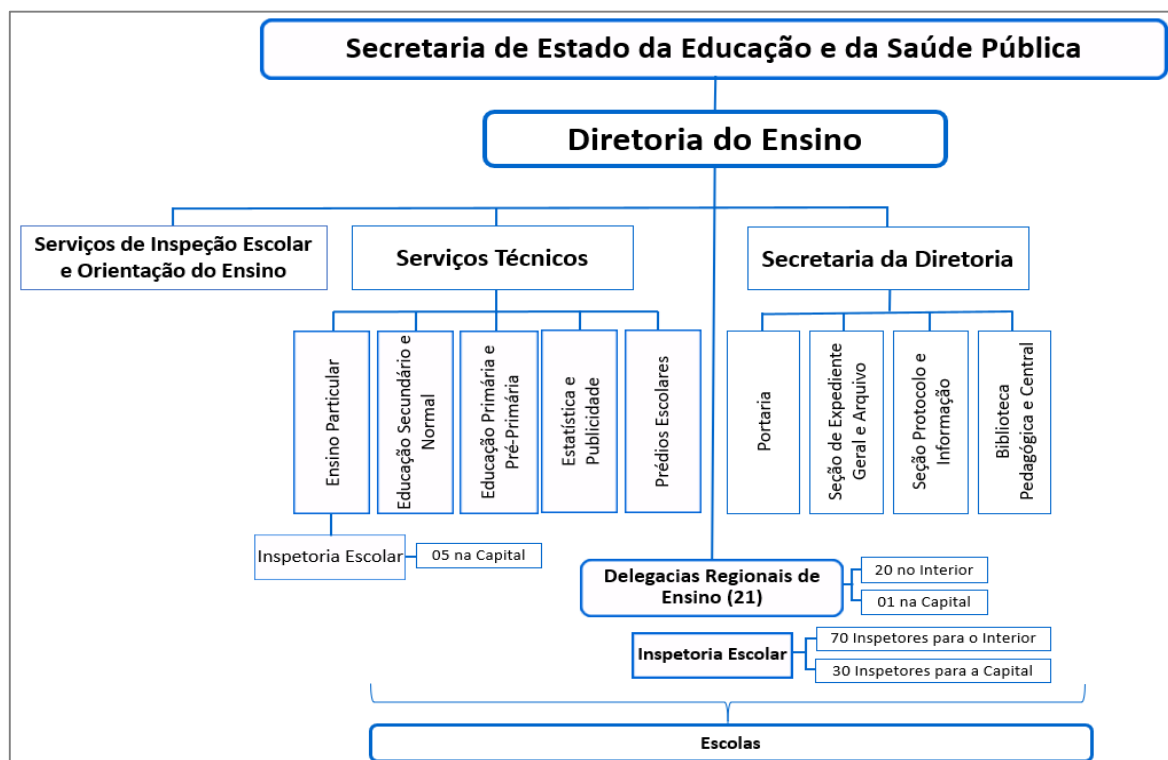 Secretaria de Estado da Educação e da Saúde Pública
Diretoria do Ensino
Serviços de Inspeção Escolar
e Orientação do Ensino
Serviços Técnicos
Secretaria da Diretoria
Ensino Particular
Educação Secundário e
Normal
Educação Primária e
Pré-Primária
Estatística e
Publicidade
Prédios Escolares
Portaria
Seção de Expediente
Geral e Arquivo
Seção Protocolo e
Informação
Biblioteca
Pedagógica e Central
Inspetoria Escolar
05 na Capital
Delegacias Regionais de
Ensino (21)
20 no Interior
01 na Capital
Inspetoria Escolar
70 Inspetores para o Interior
30 Inspetores para a Capital
Escolas